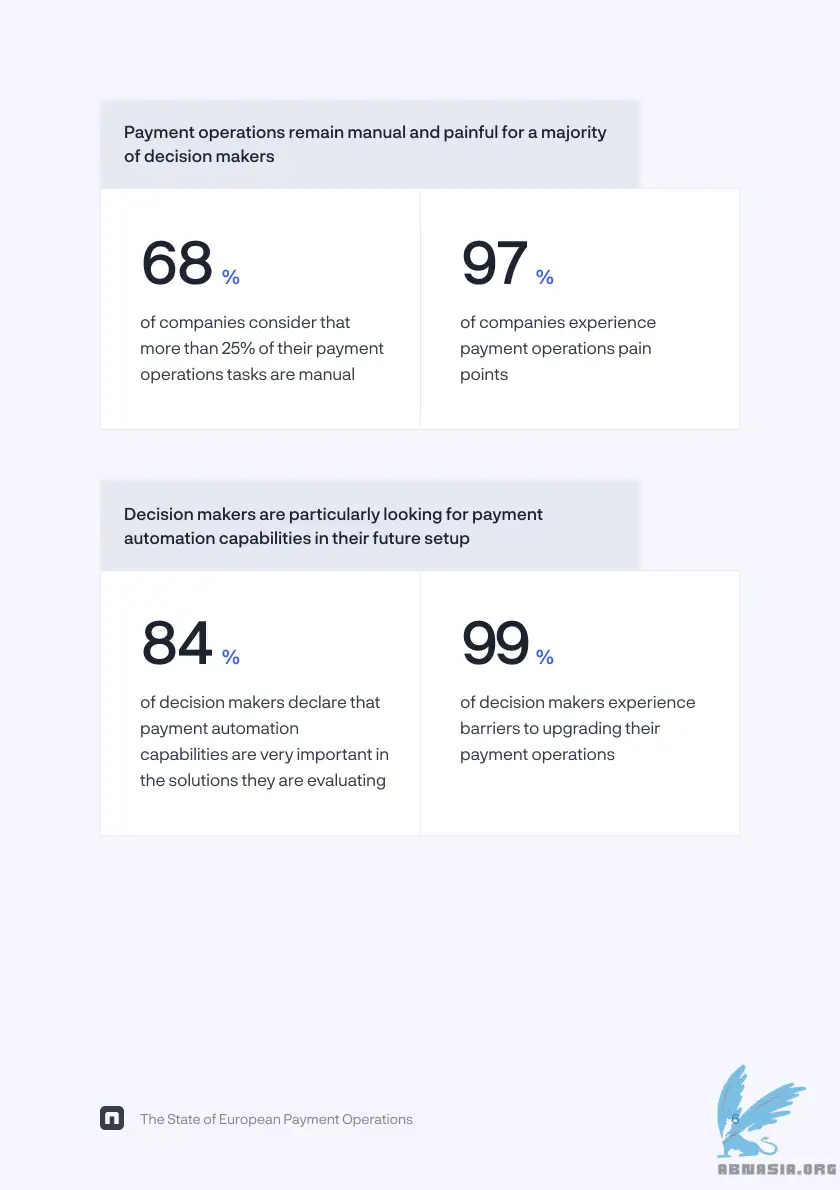 Payment operations remain manual and painful for a majority
of decision makers
68 %
of companies consider that
more than 25% of their payment
operations tasks are manual
97 %
of companies experience
payment operations pain
points
Decision makers are particularly looking for payment
automation capabilities in their future setup
84 %
of decision makers declare that
payment automation
capabilities are very important in
the solutions they are evaluating
99 %
of decision makers experience
barriers to upgrading their
payment operations
The State of European Payment Operations
6
ABNASIA.ORG